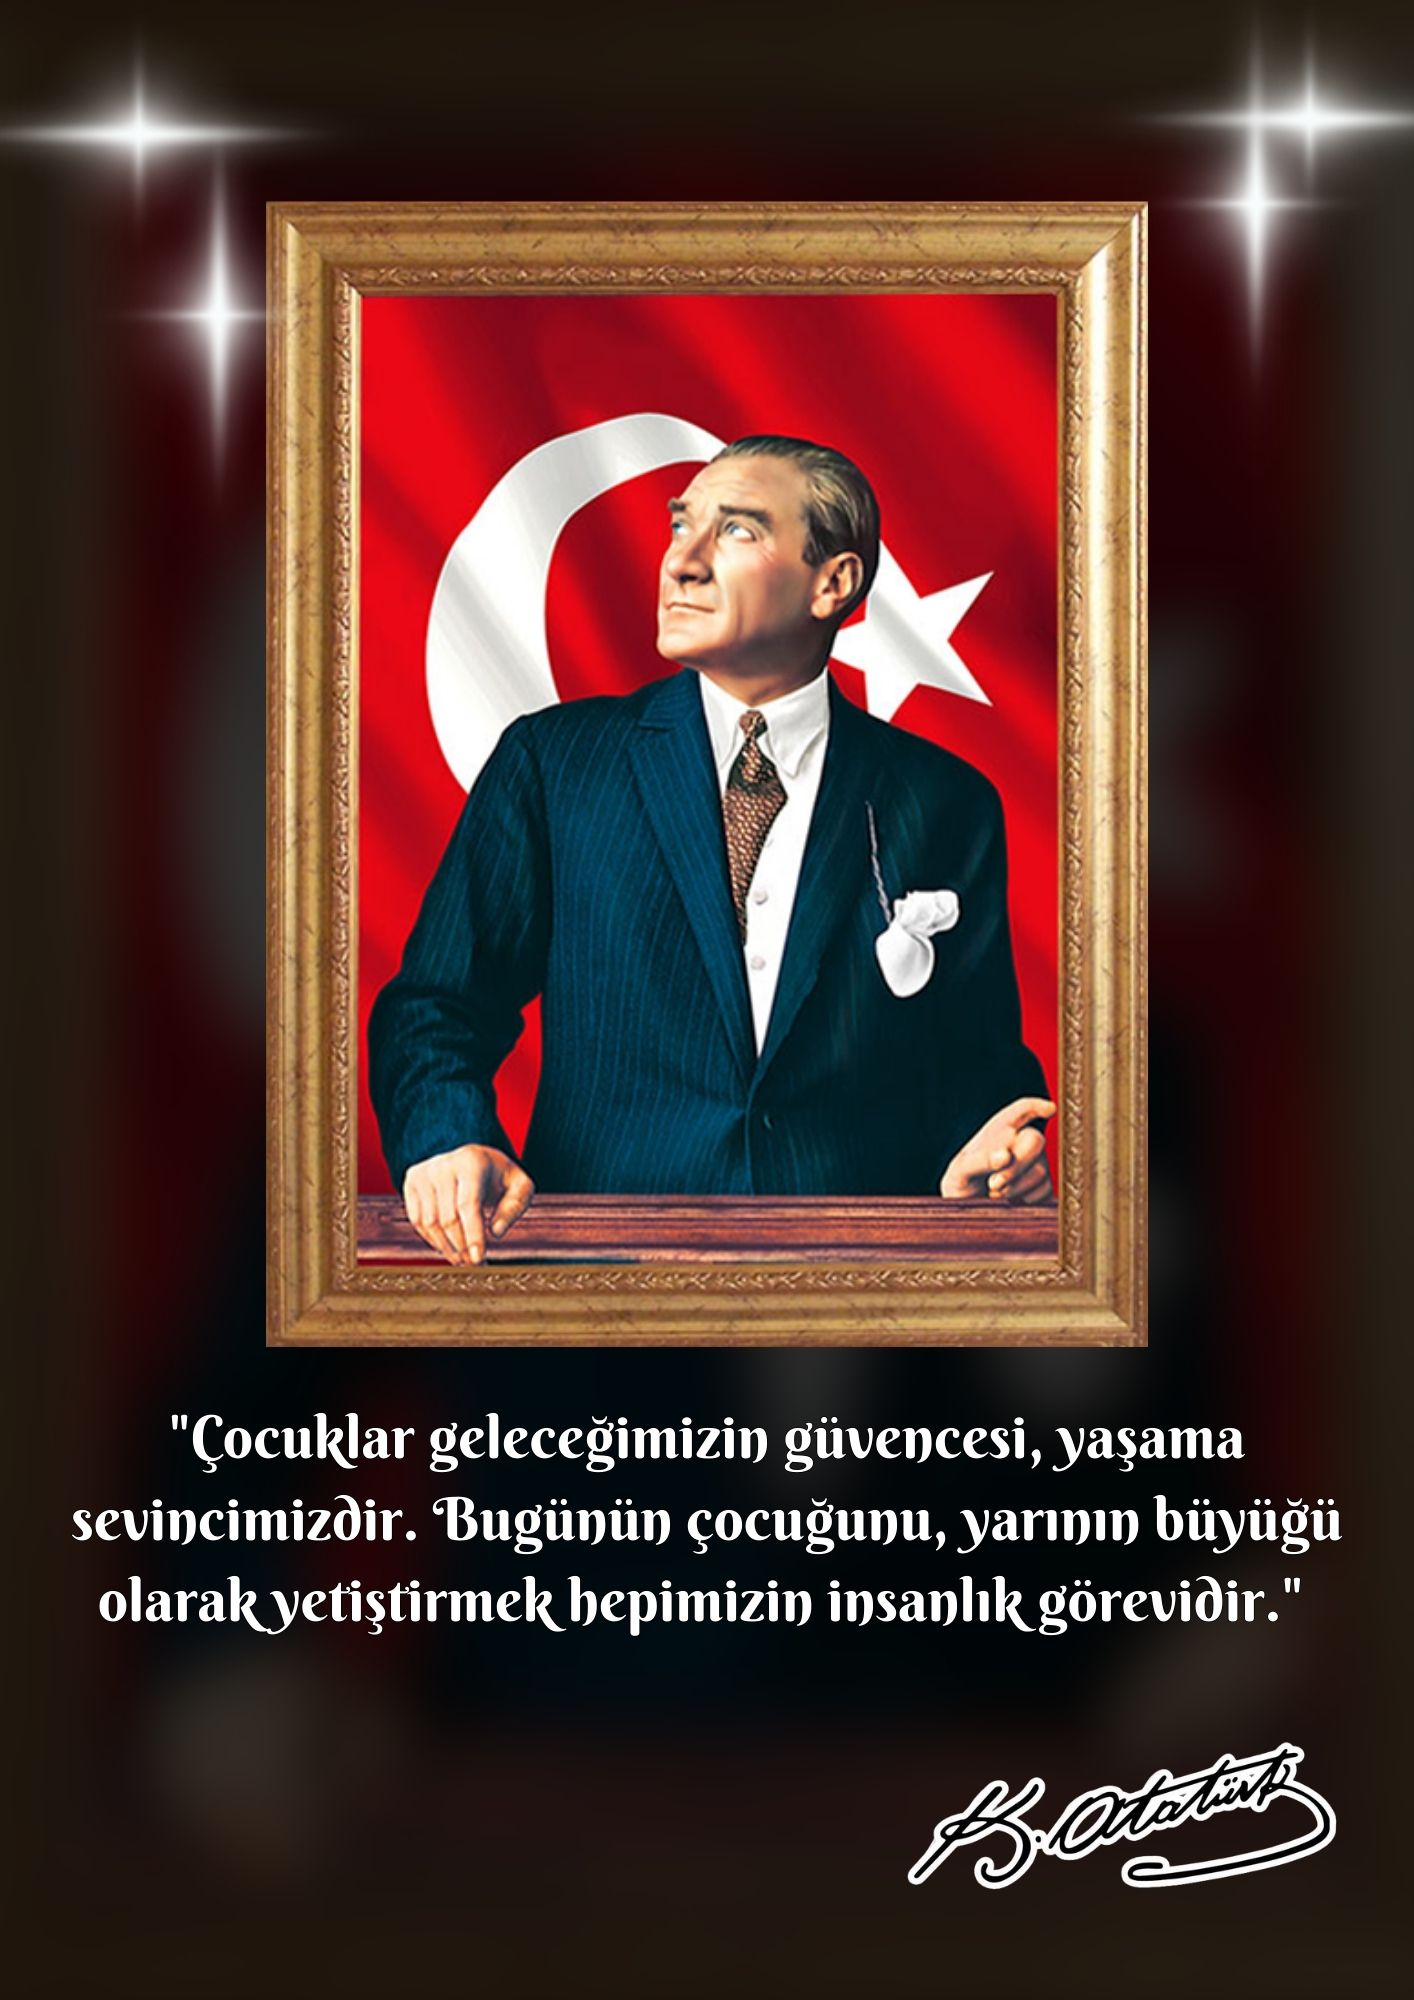 "Çocuklar geleceğimizin güvencesi, yaşama
sevincimizdir. Bugünün çocuğunu, yarının büyüğü
olarak yetiştirmek hepimizin insanlık görevidir."
K. Atatürk